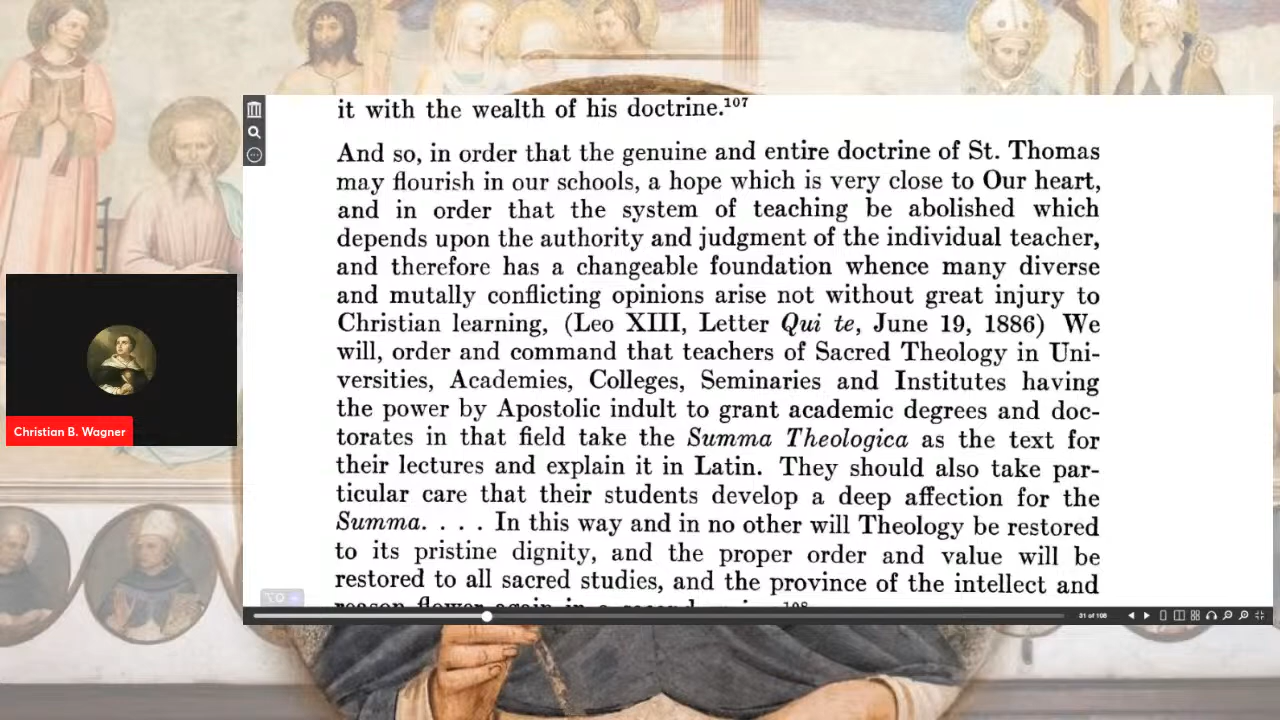 it with the wealth of his doctrine.107
And so, in order that the genuine and entire doctrine of St. Thomas
may flourish in our schools, a hope which is very close to Our heart,
and in order that the system of teaching be abolished which
depends upon the authority and judgment of the individual teacher,
and therefore has a changeable foundation whence many diverse
and mutally conflicting opinions arise not without great injury to
Christian learning, (Leo XIII, Letter Qui te, June 19, 1886) We
will, order and command that teachers of Sacred Theology in Uni-
versities, Academies, Colleges, Seminaries and Institutes having
the power by Apostolic indult to grant academic degrees and doc-
torates in that field take the Summa Theologica as the text for
their lectures and explain it in Latin. They should also take par-
ticular care that their students develop a deep affection for the
Summa. . . . In this way and in no other will Theology be restored
to its pristine dignity, and the proper order and value will be
restored to all sacred studies, and the province of the intellect and
reason flower again in a second
Christian B. Wagner
31 of 108